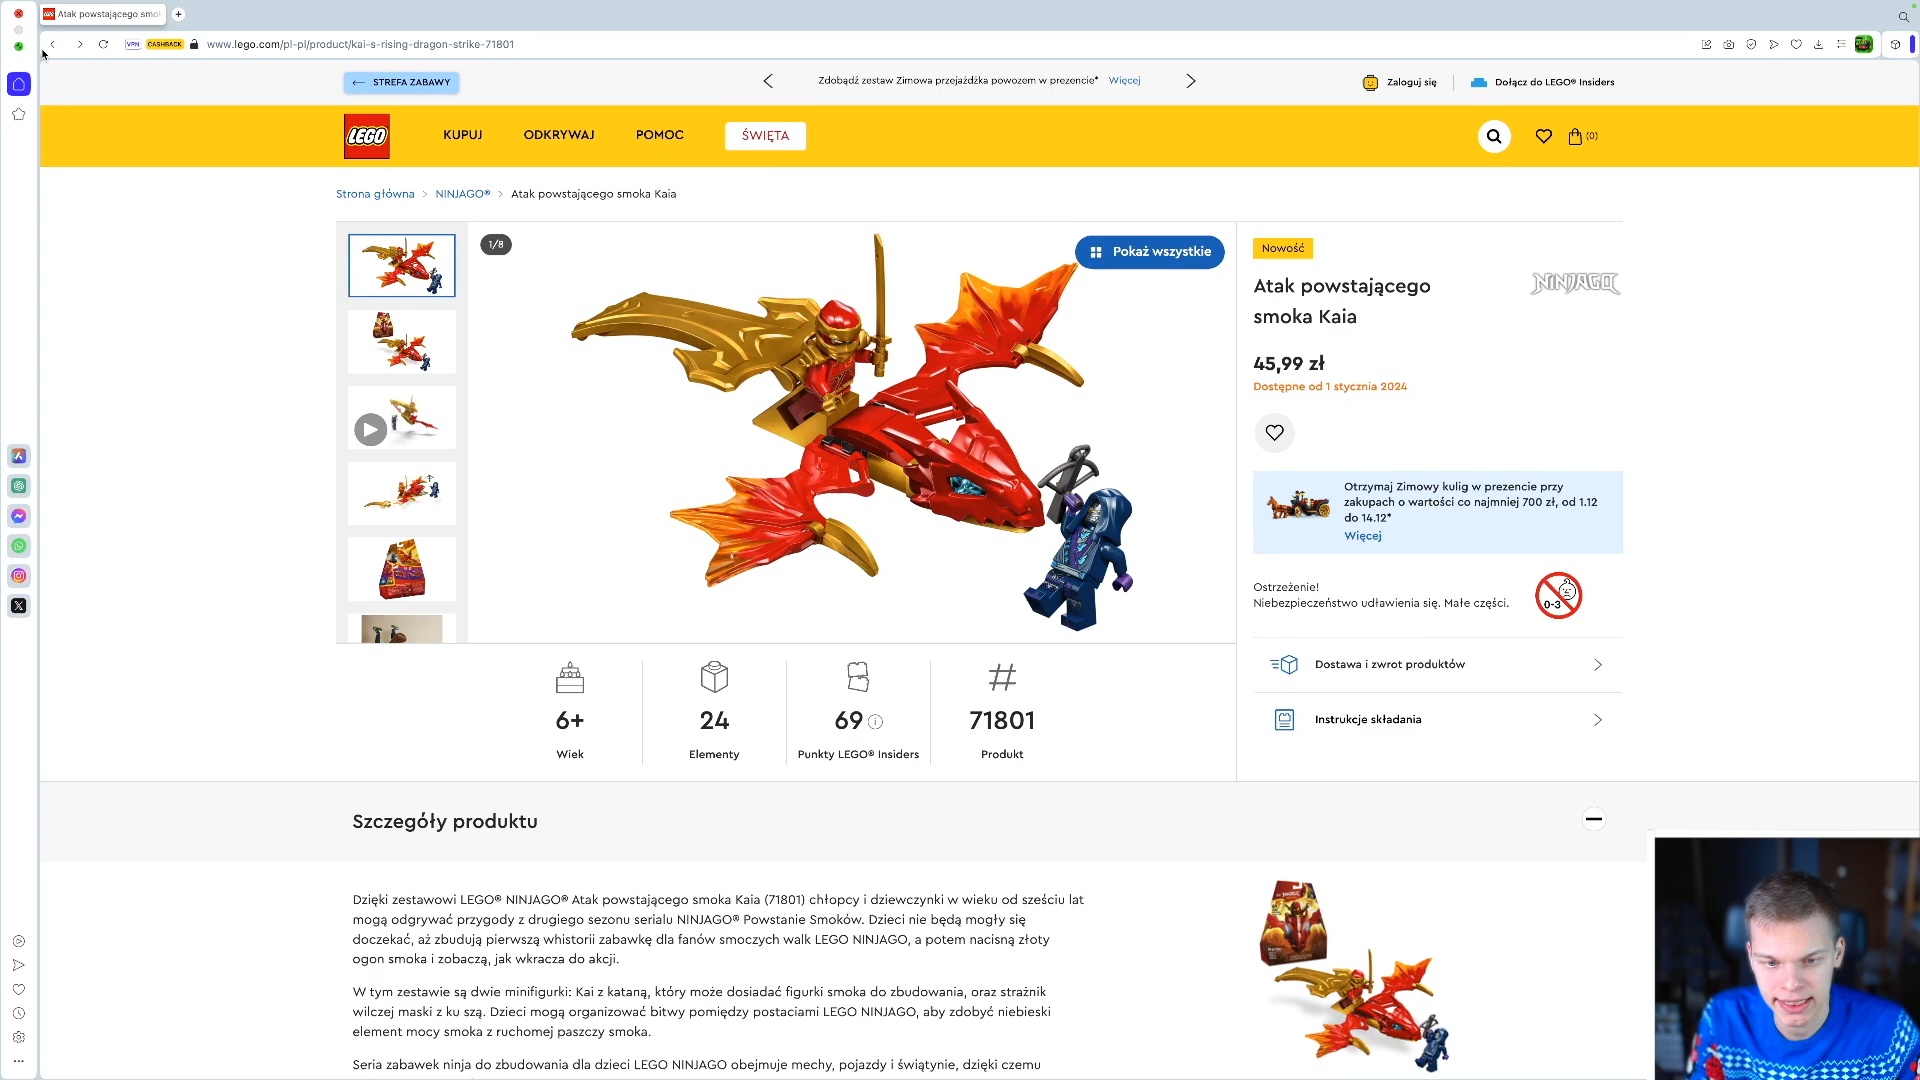 Atak powstającego smo
VPN
CASHBACK
www.lego.com/pl-pl/product/kai-s-rising-dragon-strike-71801
STREFA ZABAWY
Zdobądź zestaw Zimowa przejażdżka powozem w prezencie* Więcej
Zaloguj się
Dołącz do LEGO® Insiders
LEGO
KUPUJ
ODKRYWAJ
POMOC
ŚWIĘTA
(0)
Strona główna > NINJAGO® > Atak powstającego smoka Kaia
1/8
Pokaż wszystkie
Nowość
Atak powstającego
smoka Kaia
NINJAGO
45,99 zł
Dostępne od 1 stycznia 2024
Otrzymaj Zimowy kulig w prezencie przy
zakupach o wartości co najmniej 700 zł, od 1.12
do 14.12*
Więcej
Ostrzeżenie!
Niebezpieczeństwo udławienia się. Małe części.
0-3
Dostawa i zwrot produktów
Instrukcje składania
6+
Wiek
24
Elementy
69
Punkty LEGO® Insiders
#
71801
Produkt
Szczegóły produktu
Dzięki zestawowi LEGO® NINJAGO® Atak powstającego smoka Kaia (71801) chłopcy i dziewczynki w wieku od sześciu lat
mogą odgrywać przygody z drugiego sezonu serialu NINJAGO® Powstanie Smoków. Dzieci nie będą mogły się
doczekać, aż zbudują pierwszą whistorii zabawkę dla fanów smoczych walk LEGO NINJAGO, a potem nacisną złoty
ogon smoka i zobaczą, jak wkracza do akcji.
W tym zestawie są dwie minifigurki: Kai z kataną, który może dosiadać figurki smoka do zbudowania, oraz strażnik
wilczej maski z ku szą. Dzieci mogą organizować bitwy pomiędzy postaciami LEGO NINJAGO, aby zdobyć niebieski
element mocy smoka z ruchomej paszczy smoka.
Seria zabawek ninja do zbudowania dla dzieci LEGO NINJAGO obejmuje mechy, pojazdy i świątynie, dzięki czemu